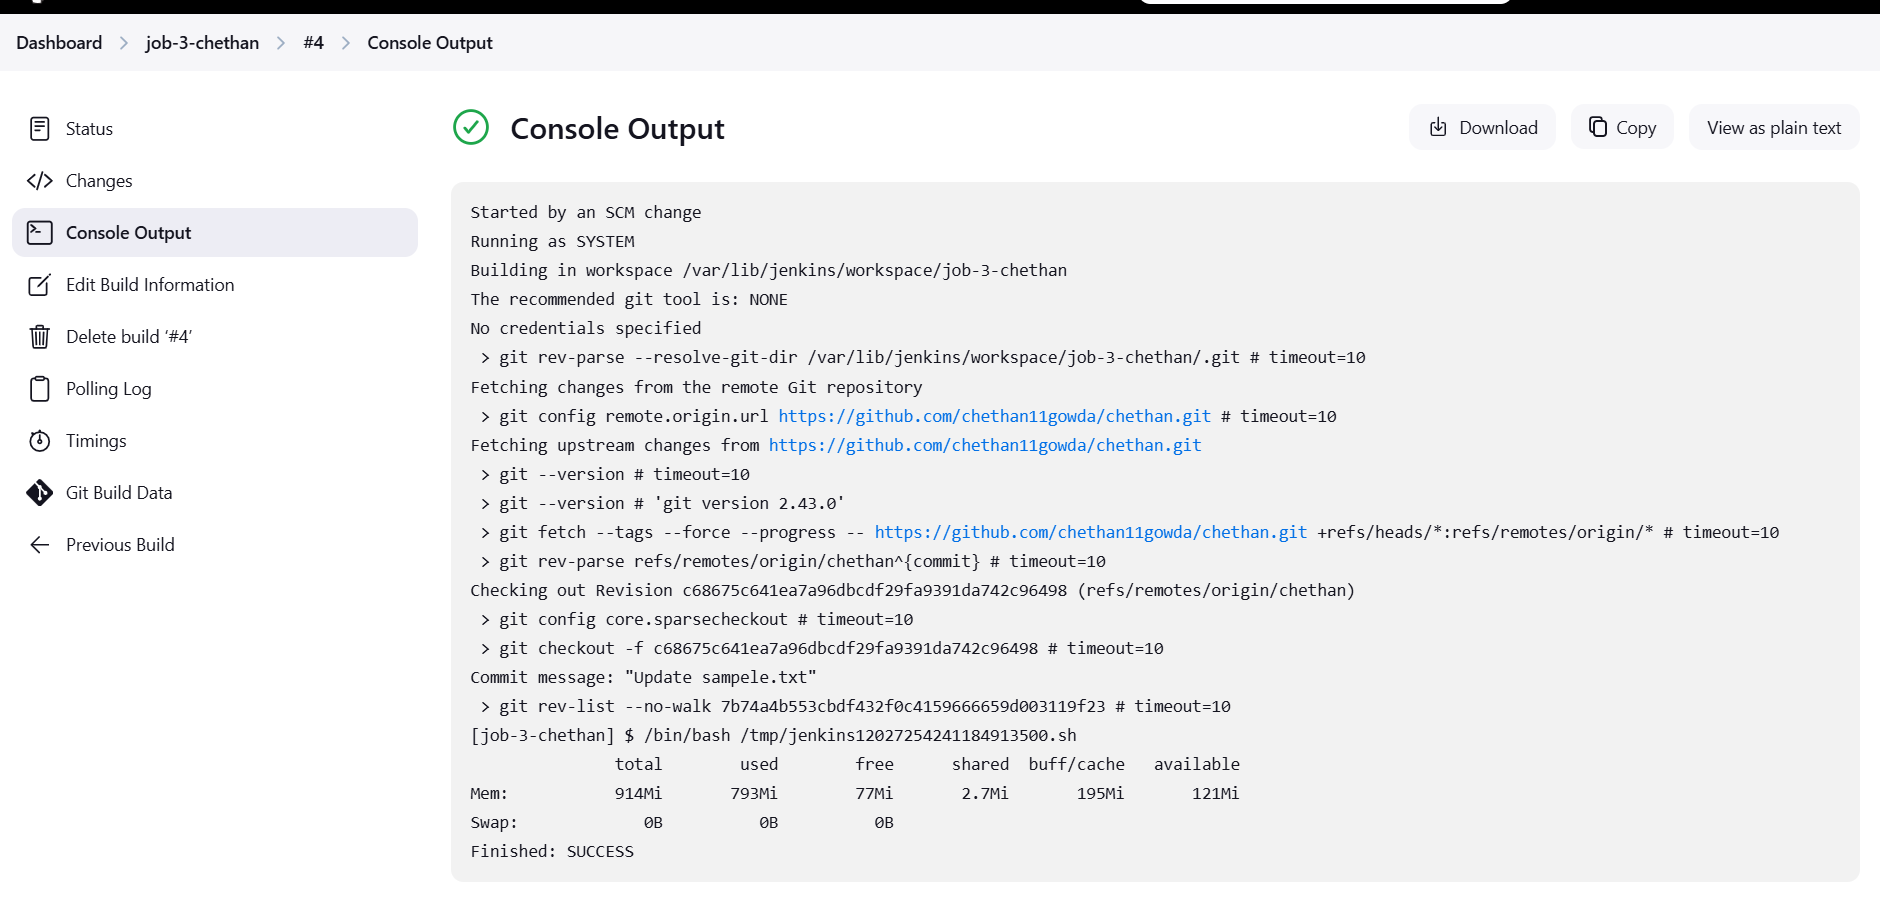 Dashboard > job-3-chethan > #4 > Console Output
Status
Changes
Console Output
Edit Build Information
Delete build ‘#4’
Polling Log
Timings
Git Build Data
Previous Build
Console Output
Download
Copy
View as plain text
Started by an SCM change
Running as SYSTEM
Building in workspace /var/lib/jenkins/workspace/job-3-chethan
The recommended git tool is: NONE
No credentials specified
 > git rev-parse --resolve-git-dir /var/lib/jenkins/workspace/job-3-chethan/.git # timeout=10
Fetching changes from the remote Git repository
 > git config remote.origin.url https://github.com/chethan11gowda/chethan.git # timeout=10
Fetching upstream changes from https://github.com/chethan11gowda/chethan.git
 > git --version # timeout=10
 > git --version # 'git version 2.43.0'
 > git fetch --tags --force --progress -- https://github.com/chethan11gowda/chethan.git +refs/heads/*:refs/remotes/origin/* # timeout=10
 > git rev-parse refs/remotes/origin/chethan^{commit} # timeout=10
Checking out Revision c68675c641ea7a96dbcdf29fa9391da742c96498 (refs/remotes/origin/chethan)
 > git config core.sparsecheckout # timeout=10
 > git checkout -f c68675c641ea7a96dbcdf29fa9391da742c96498 # timeout=10
Commit message: "Update sampele.txt"
 > git rev-list --no-walk 7b74a4b553cbdf432f0c4159666659d003119f23 # timeout=10
[job-3-chethan] $ /bin/bash /tmp/jenkins12027254241184913500.sh
               total        used        free      shared  buff/cache   available
Mem:           914Mi       793Mi        77Mi       2.7Mi       195Mi       121Mi
Swap:             0B          0B          0B
Finished: SUCCESS